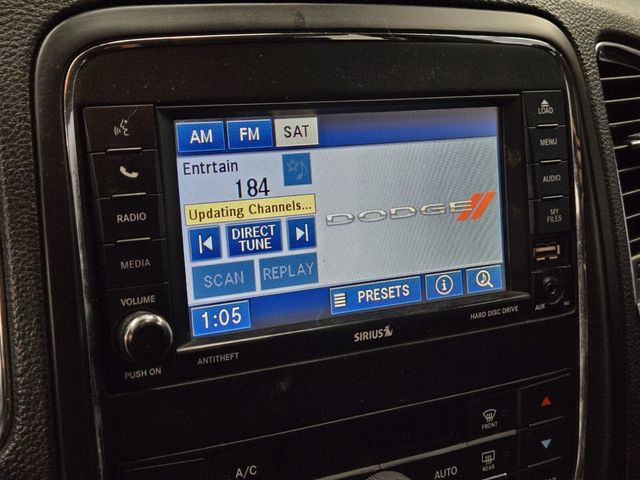 AM FM SAT
Entrtain
184
Updating Channels...
DIRECT
TUNE
SCAN REPLAY
1:05
PRESETS
DODGE
RADIO
MEDIA
VOLUME
PUSH ON
ANTITHEFT
SIRIUS
HARD DISC DRIVE
LOAD
MENU
AUDIO
MY
FILES
AUX
MIC
A/C
AUTO
FRONT
REAR